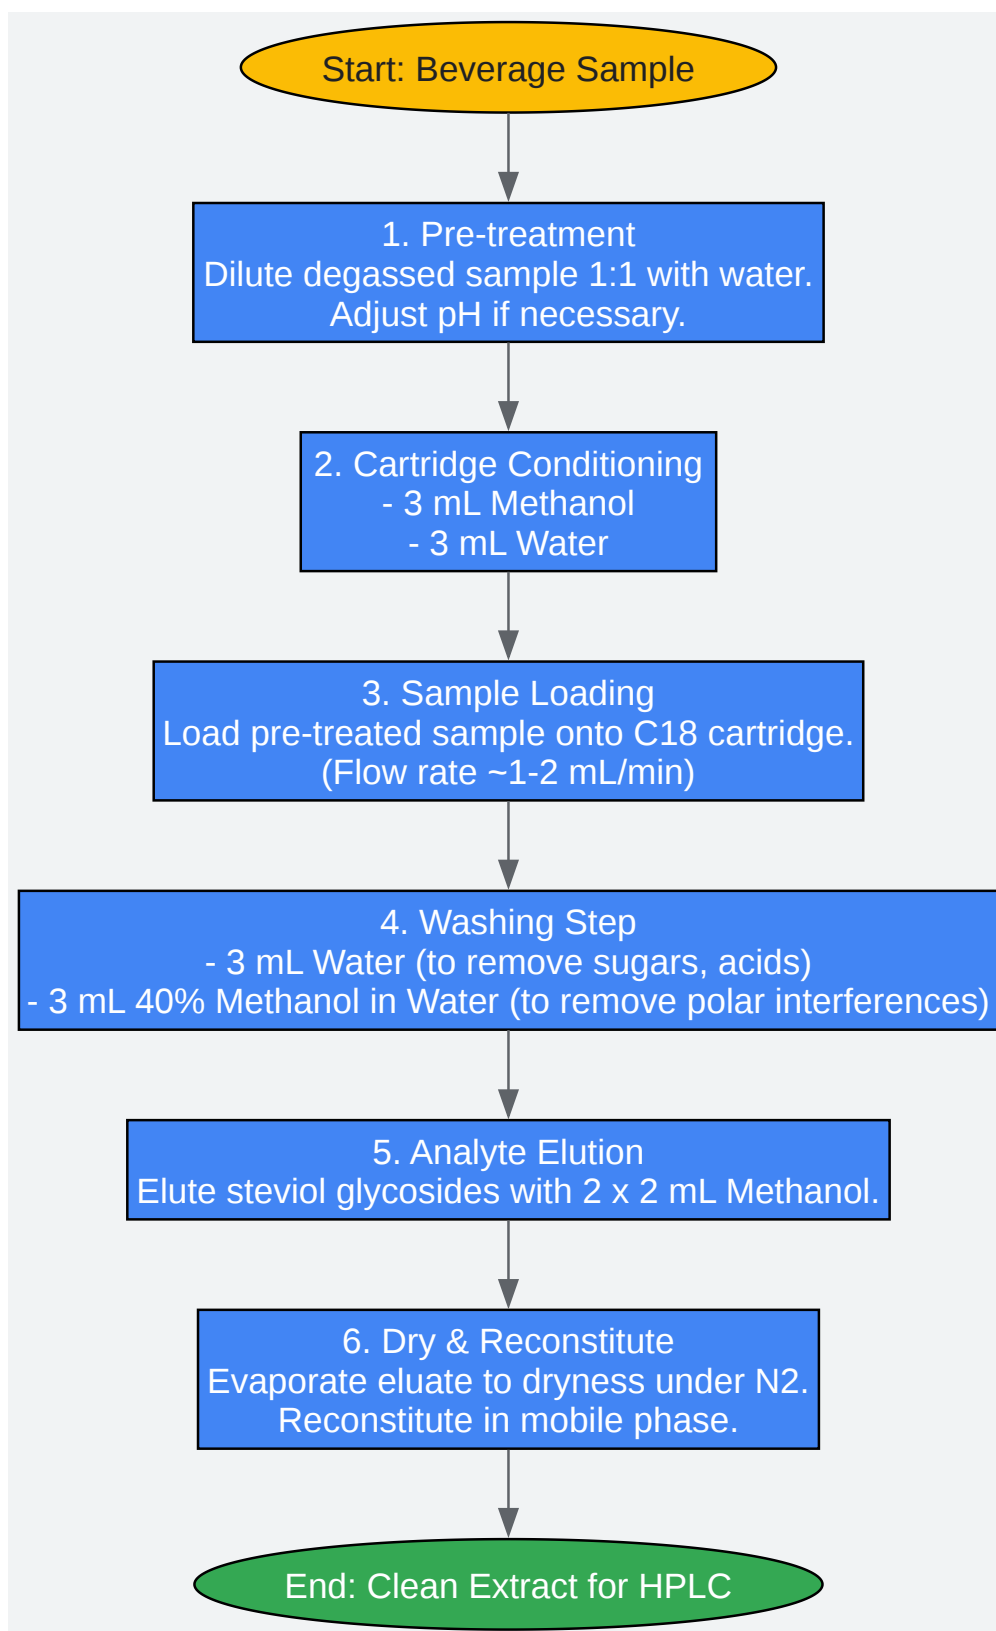 Start: Beverage Sample
1. Pre-treatment
Dilute degassed sample 1:1 with water.
Adjust pH if necessary.
2. Cartridge Conditioning
- 3 mL Methanol
- 3 mL Water
3. Sample Loading
Load pre-treated sample onto C18 cartridge.
(Flow rate ~1-2 mL/min)
4. Washing Step
- 3 mL Water (to remove sugars, acids)
- 3 mL 40% Methanol in Water (to remove polar interferences)
5. Analyte Elution
Elute steviol glycosides with 2 x 2 mL Methanol.
6. Dry & Reconstitute
Evaporate eluate to dryness under N2.
Reconstitute in mobile phase.
End: Clean Extract for HPLC